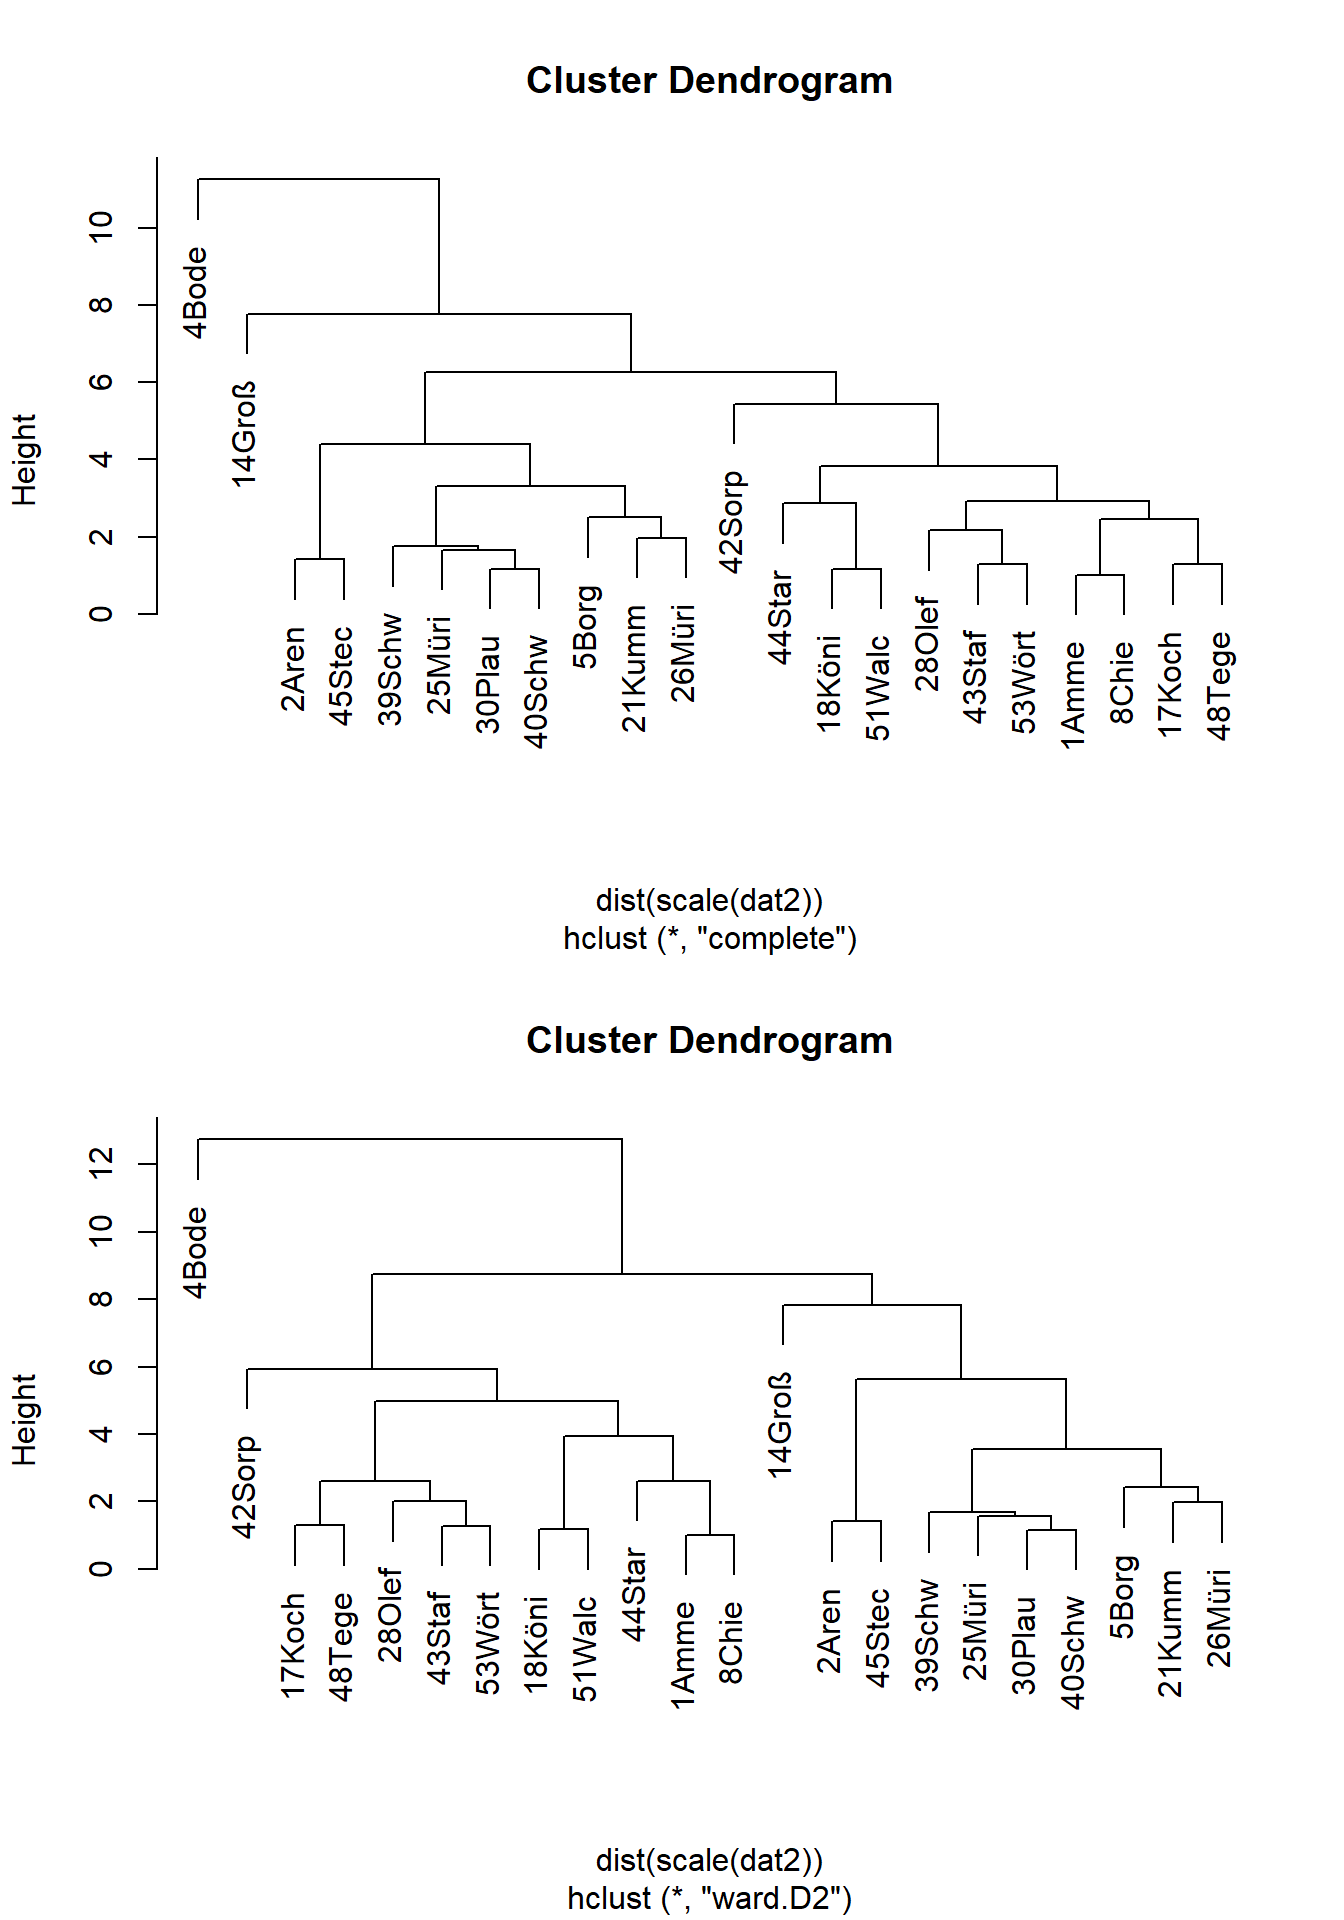 Cluster Dendrogram
Height
10
8
6
4
2
0
4Bode
14Groß
2Aren
45Stec
39Schw
25Müri
30Plau
40Schw
5Borg
21Kumm
26Müri
42Sorp
44Star
18Köni
51Walc
28Olef
43Staf
53Wört
1Amme
8Chie
17Koch
48Tege
dist(scale(dat2))
hclust (*, "complete")
Cluster Dendrogram
Height
12
10
8
6
4
2
0
4Bode
42Sorp
17Koch
48Tege
28Olef
43Staf
53Wört
18Köni
51Walc
44Star
1Amme
8Chie
14Groß
2Aren
45Stec
39Schw
25Müri
30Plau
40Schw
5Borg
21Kumm
26Müri
dist(scale(dat2))
hclust (*, "ward.D2")